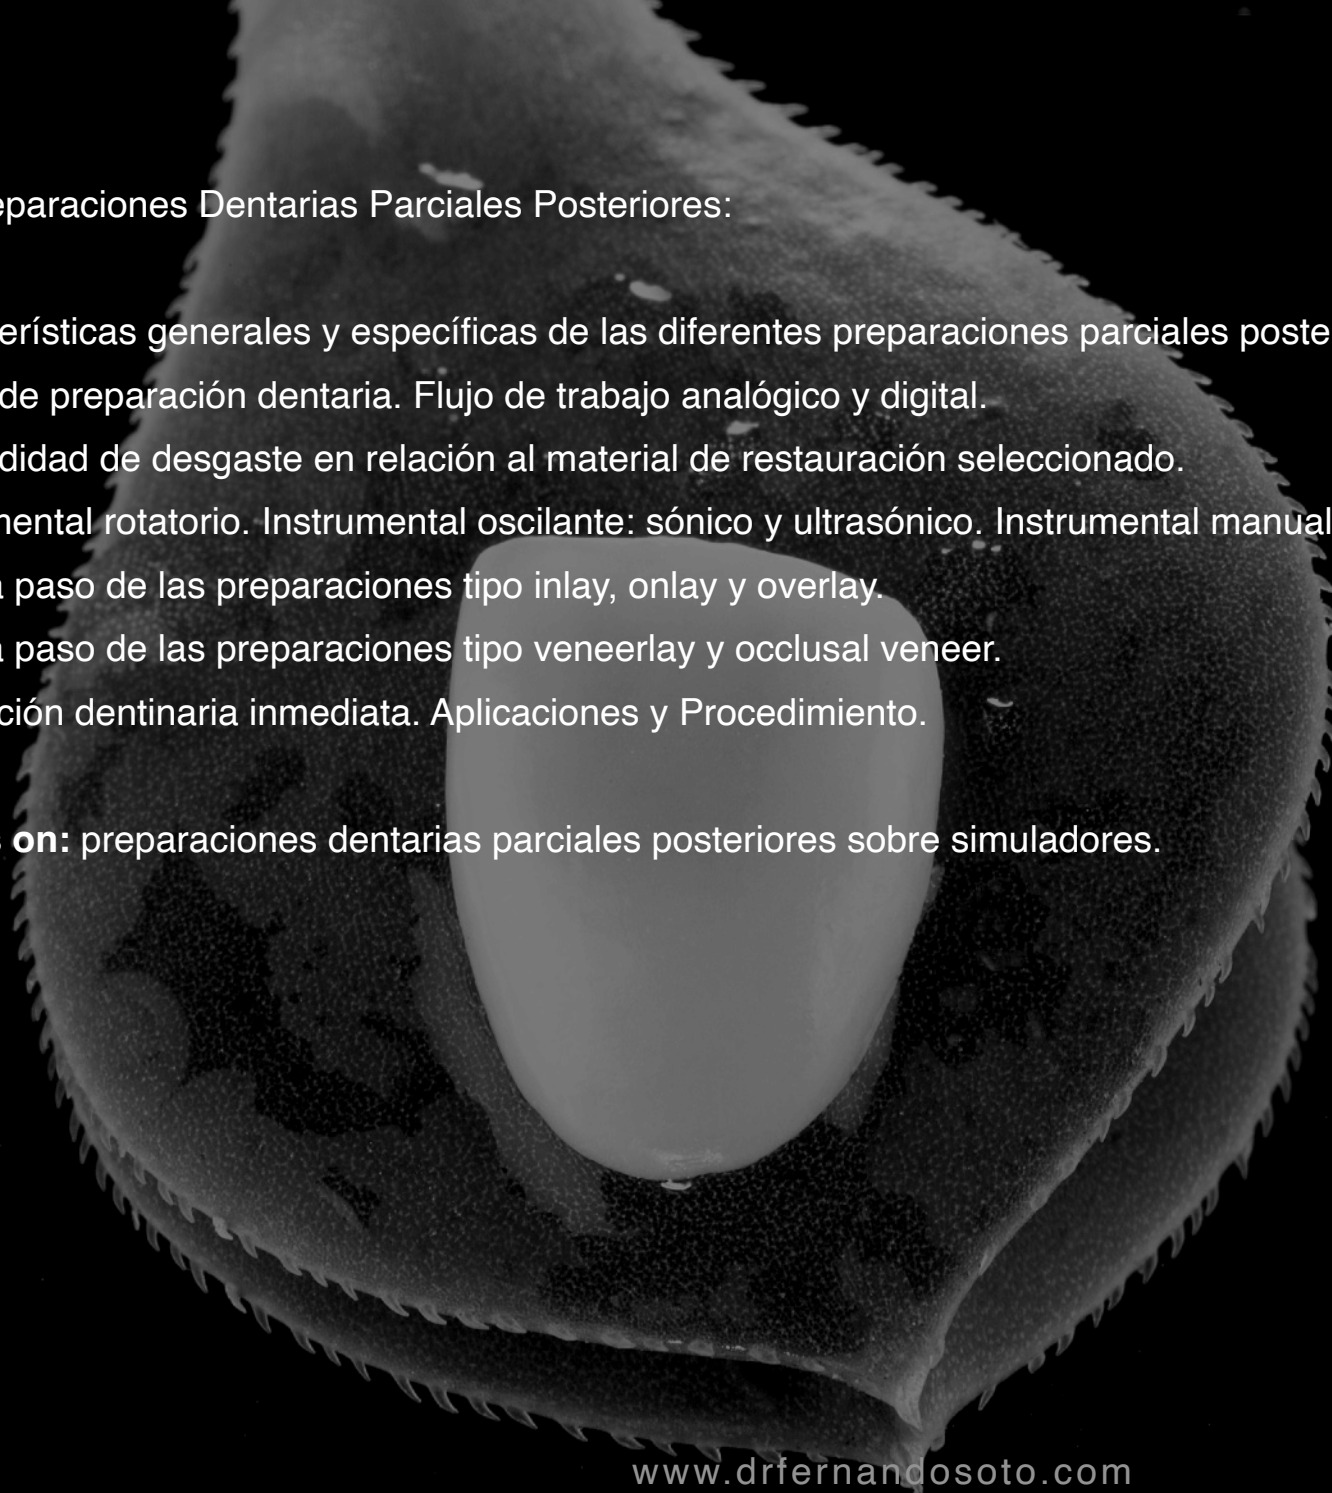 eparaciones Dentarias Parciales Posteriores:
erísticas generales y específicas de las diferentes preparaciones parciales poste
de preparación dentaria. Flujo de trabajo analógico y digital.
didad de desgaste en relación al material de restauración seleccionado.
mental rotatorio. Instrumental oscilante: sónico y ultrasónico. Instrumental manual
a paso de las preparaciones tipo inlay, onlay y overlay.
a paso de las preparaciones tipo veneerlay y occlusal veneer.
ción dentinaria inmediata. Aplicaciones y Procedimiento.
s on: preparaciones dentarias parciales posteriores sobre simuladores.
www.drfernandosoto.com